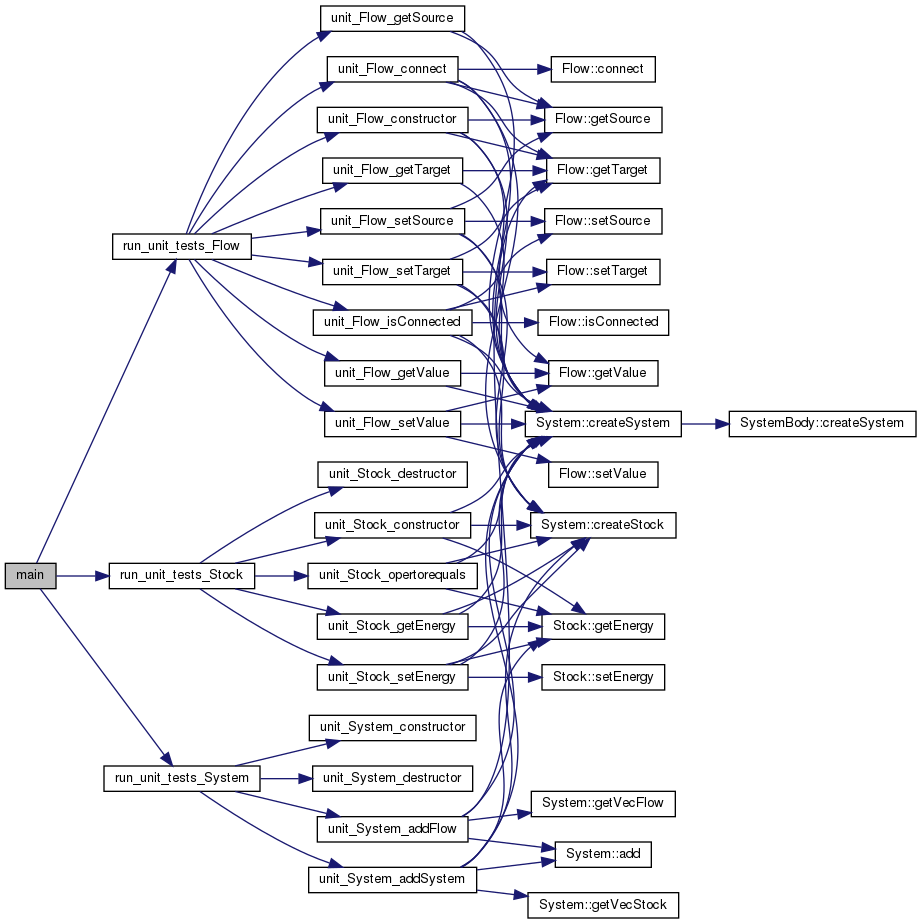 unit_Flow_getSource
unit_Flow_connect
Flow::connect
unit_Flow_constructor
Flow::getSource
unit_Flow_getTarget
Flow::getTarget
unit_Flow_setSource
Flow::setSource
run_unit_tests_Flow
unit_Flow_setTarget
Flow::setTarget
unit_Flow_isConnected
Flow::isConnected
unit_Flow_getValue
Flow::getValue
unit_Flow_setValue
System::createSystem
SystemBody::createSystem
unit_Stock_destructor
Flow::setValue
unit_Stock_constructor
System::createStock
main
run_unit_tests_Stock
unit_Stock_opertorequals
unit_Stock_getEnergy
Stock::getEnergy
unit_Stock_setEnergy
Stock::setEnergy
unit_System_constructor
run_unit_tests_System
unit_System_destructor
System::getVecFlow
unit_System_addFlow
System::add
unit_System_addSystem
System::getVecStock